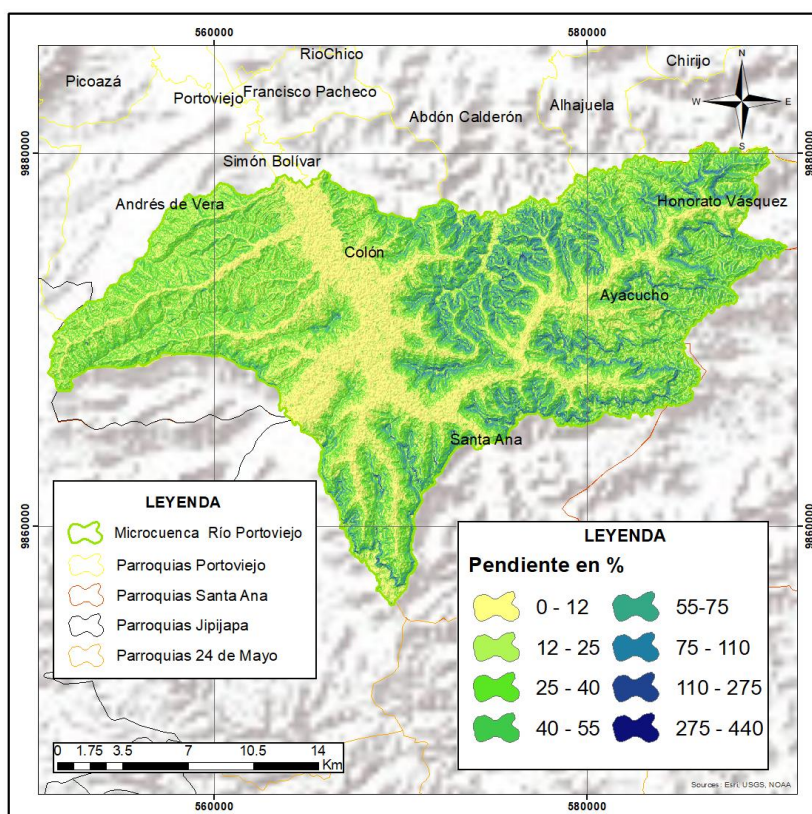 560000
580000
RioChico
Chirijo
Picoazá
Portoviejo
Francisco Pacheco
Abdón Calderón
Alhajuela
N
W
E
S
9880000
9880000
Simón Bolívar
Andrés de Vera
Honorato Vásquez
Colón
Ayacucho
Santa Ana
9860000
9860000
LEYENDA
Microcuenca Río Portoviejo
Parroquias Portoviejo
Parroquias Santa Ana
Parroquias Jipijapa
Parroquias 24 de Mayo
LEYENDA
Pendiente en %
0 - 12
55-75
12 - 25
75 - 110
25 - 40
110 - 275
40 - 55
275 - 440
0 1.75 3.5 7 10.5 14
Km
Sources: Esri, USGS, NOAA
560000
580000